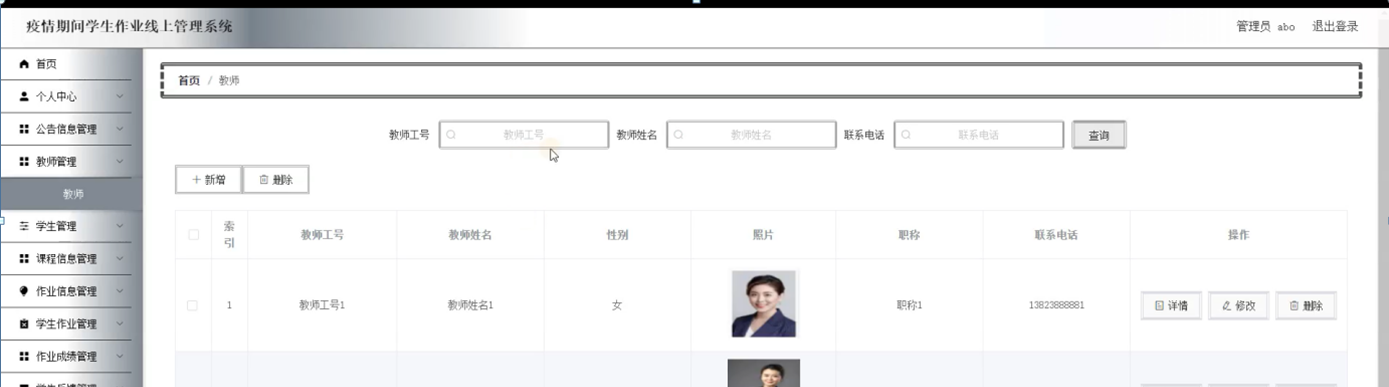 疫情期间学生作业线上管理系统
管理员 abo 退出登录
首页
个人中心
公告信息管理
教师管理
教师
学生管理
课程信息管理
作业信息管理
学生作业管理
作业成绩管理
首页 / 教师
教师工号 教师工号 教师姓名 教师姓名 联系电话 联系电话 查询
新增 删除
索引 教师工号 教师姓名 性别 照片 职称 联系电话 操作
1 教师工号1 教师姓名1 女 职称1 13823888881 详情 修改 删除